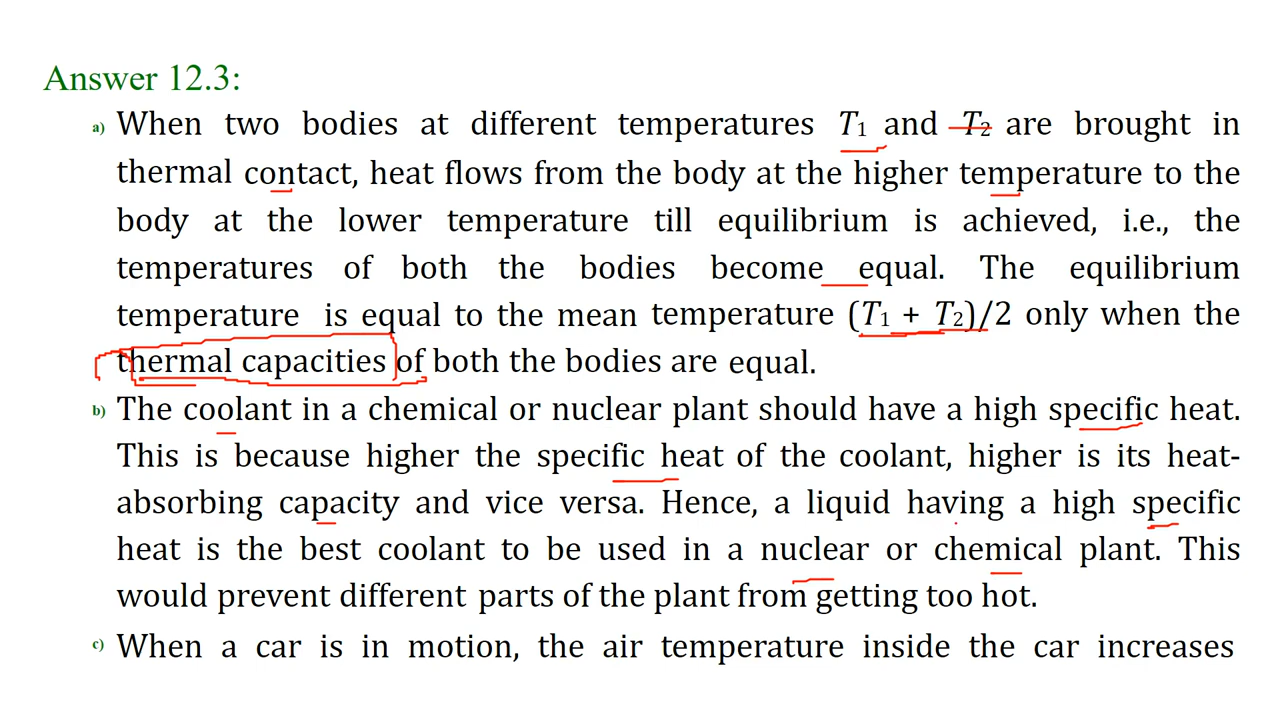 Answer 12.3:
a) When two bodies at different temperatures T1 and T2 are brought in
thermal contact, heat flows from the body at the higher temperature to the
body at the lower temperature till equilibrium is achieved, i.e., the
temperatures of both the bodies become equal. The equilibrium
temperature is equal to the mean temperature (T1 + T2)/2 only when the
thermal capacities of both the bodies are equal.
b) The coolant in a chemical or nuclear plant should have a high specific heat.
This is because higher the specific heat of the coolant, higher is its heat-
absorbing capacity and vice versa. Hence, a liquid having a high specific
heat is the best coolant to be used in a nuclear or chemical plant. This
would prevent different parts of the plant from getting too hot.
c) When a car is in motion, the air temperature inside the car increases